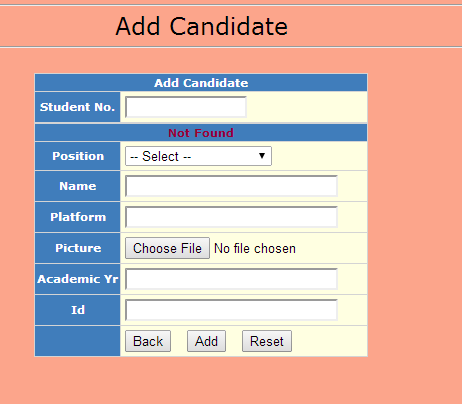 Add Candidate
Add Candidate
Student No.
Not Found
Position -- Select --
Name
Platform
Picture Choose File No file chosen
Academic Yr
Id
Back Add Reset